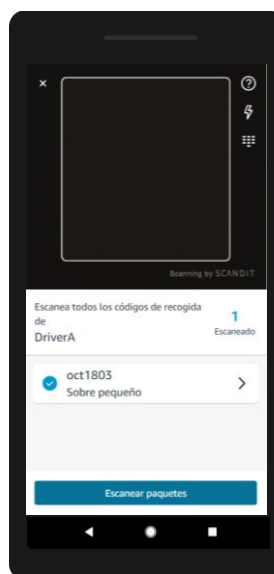 Scanning by SCANDIT
Escanea todos los códigos de recogida
de
DriverA
1
Escaneado
oct1803
Sobre pequeño
Escanear paquetes